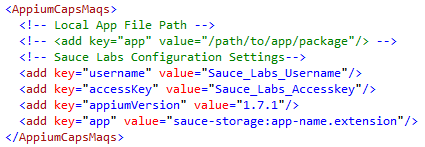 <AppiumCapsMaqs>
<!-- Local App File Path -->
<!-- <add key="app" value="/path/to/app/package"/> -->
<!-- Sauce Labs Configuration Settings-->
<add key="username" value="Sauce_Labs_Username"/>
<add key="accessKey" value="Sauce_Labs_Accesskey"/>
<add key="appiumVersion" value="1.7.1"/>
<add key="app" value="sauce-storage:app-name.extension"/>
</AppiumCapsMaqs>